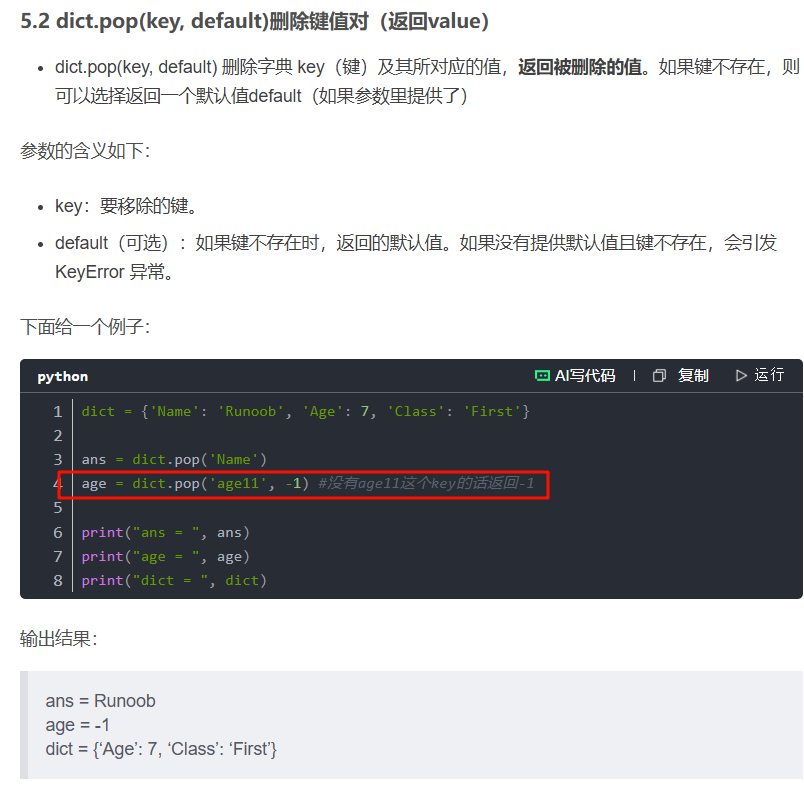 5.2 dict.pop(key, default)删除键值对（返回value）
dict.pop(key, default) 删除字典 key（键）及其所对应的值，返回被删除的值。如果键不存在，则
可以选择返回一个默认值default（如果参数里提供了）
参数的含义如下：
key：要移除的键。
default（可选）：如果键不存在时，返回的默认值。如果没有提供默认值且键不存在，会引发
KeyError 异常。
下面给一个例子：
python AI写代码 复制 运行
1 dict = {'Name': 'Runoob', 'Age': 7, 'Class': 'First'}
2
3 ans = dict.pop('Name')
4 age = dict.pop('age11', -1) #没有age11这个key的话返回-1
5
6 print("ans = ", ans)
7 print("age = ", age)
8 print("dict = ", dict)
输出结果：
ans = Runoob
age = -1
dict = {‘Age’: 7, ‘Class’: ‘First’}